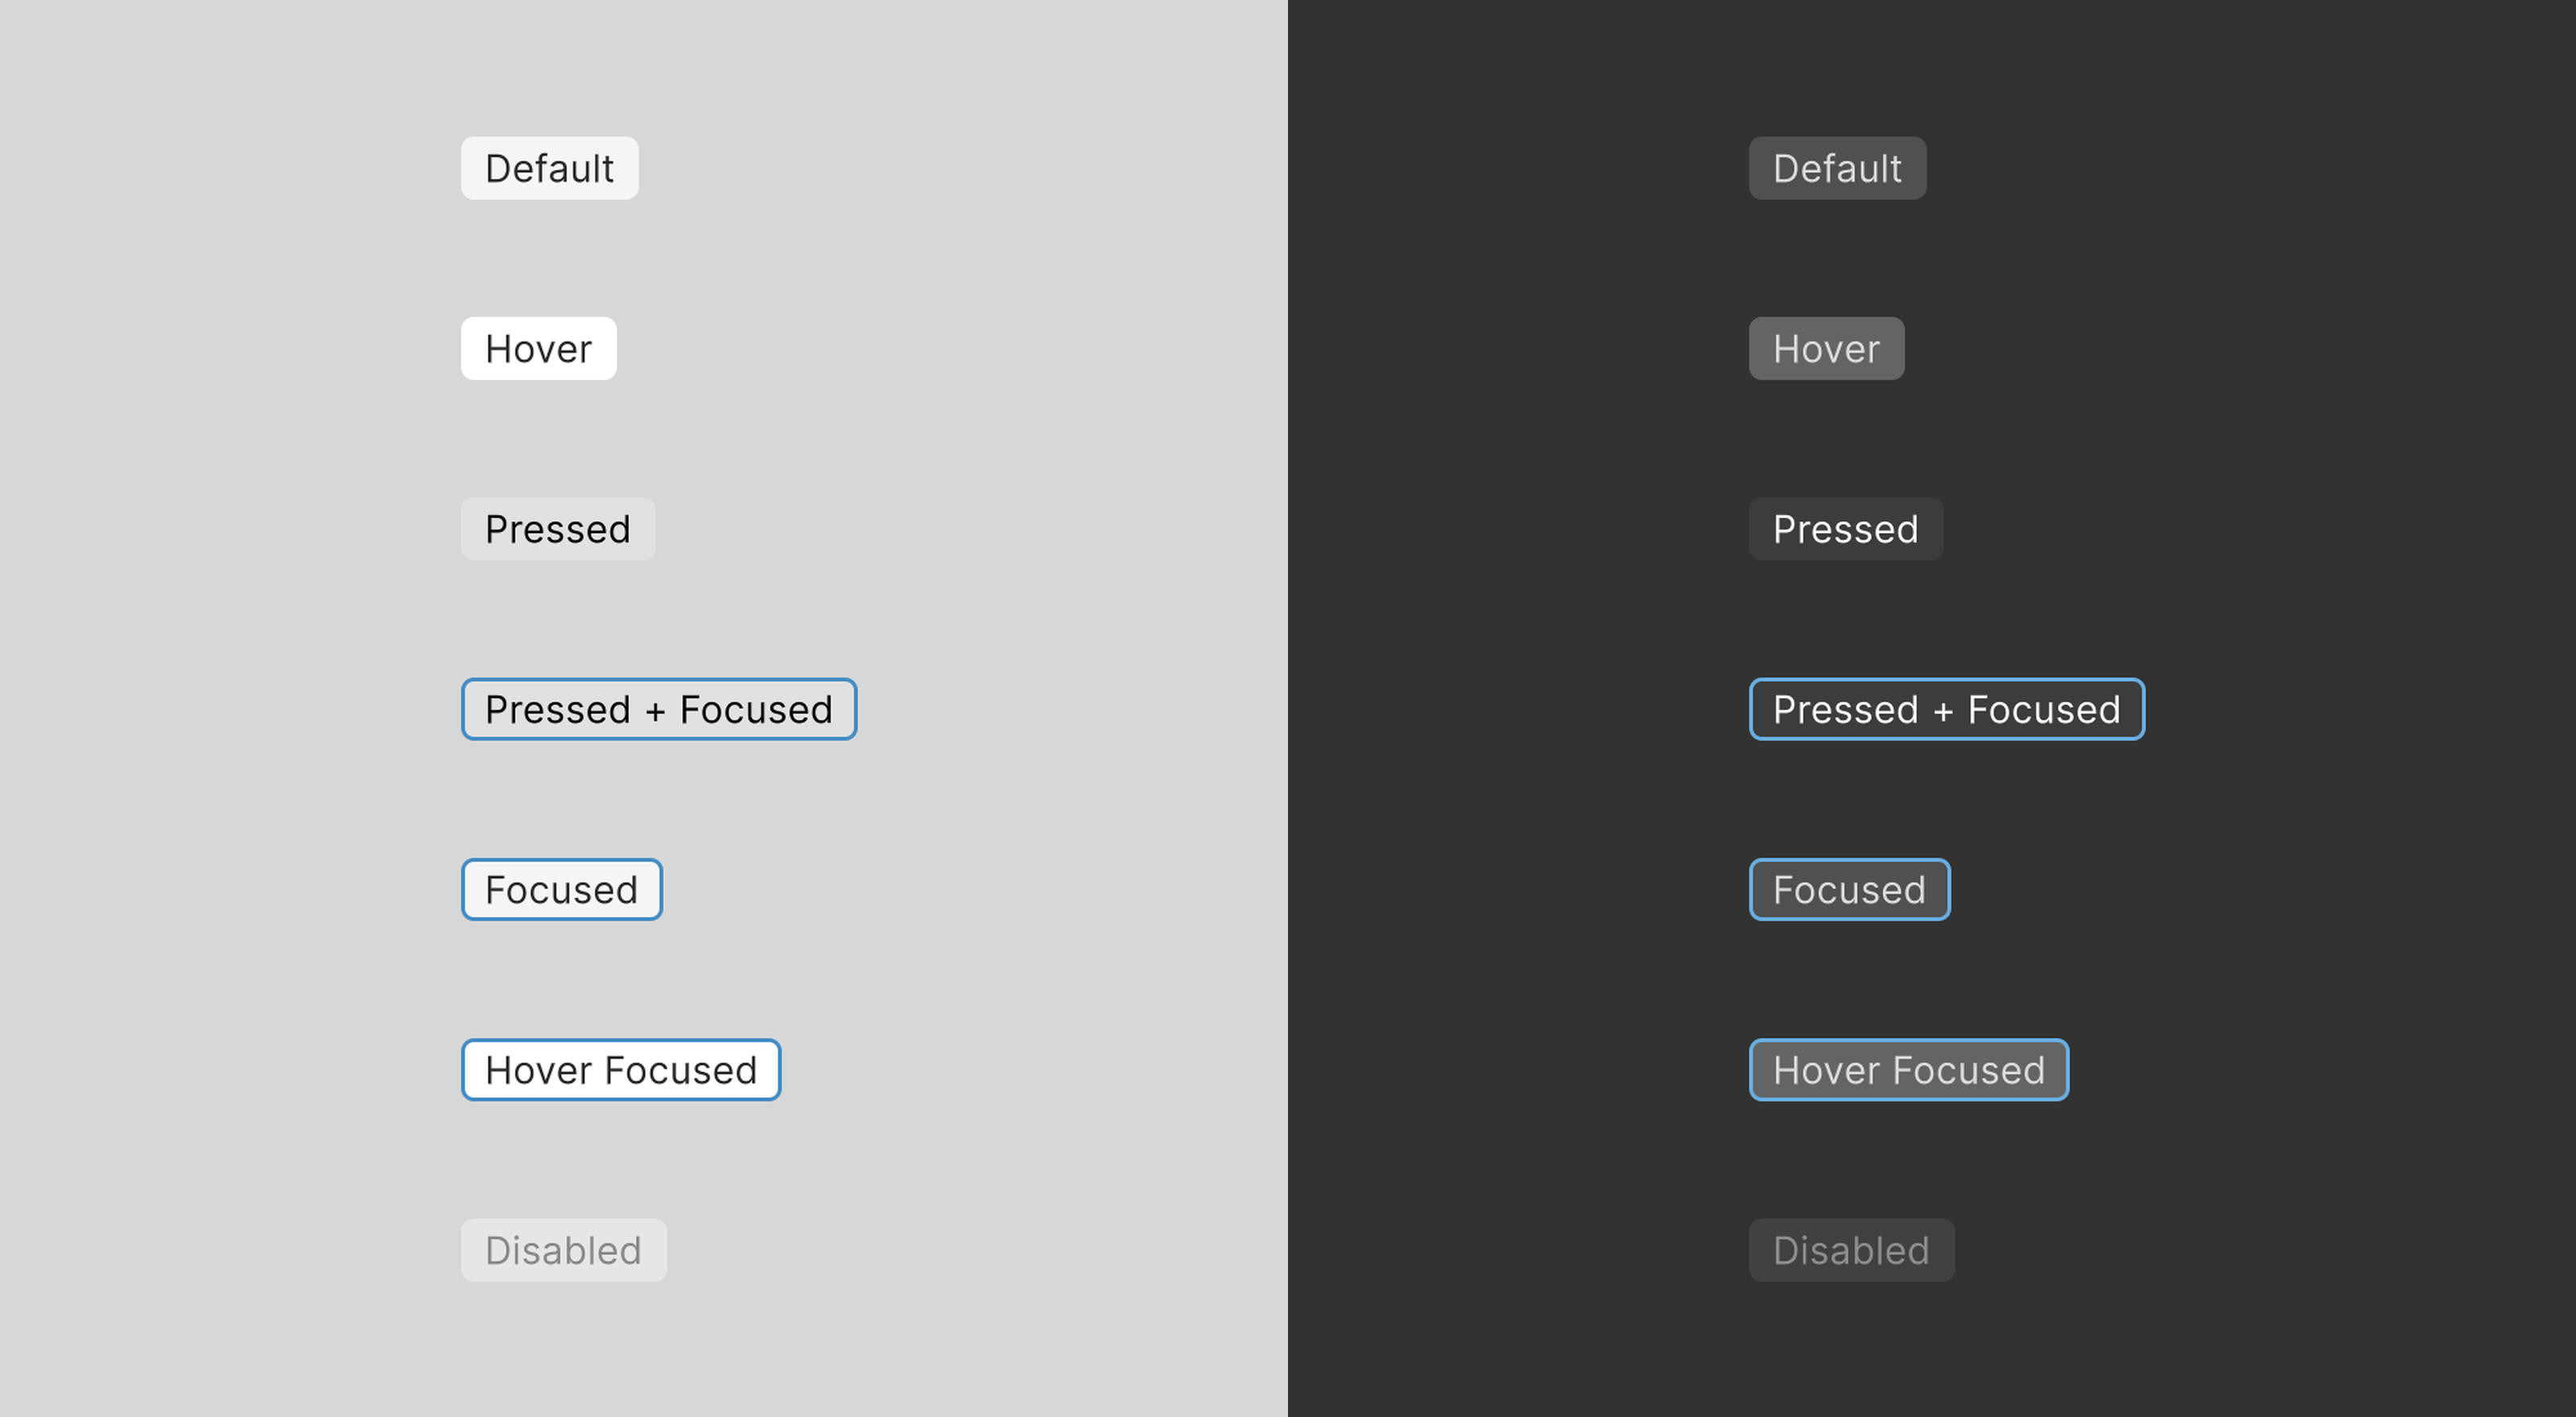 Default
Hover
Pressed
Pressed + Focused
Focused
Hover Focused
Disabled
Default
Hover
Pressed
Pressed + Focused
Focused
Hover Focused
Disabled